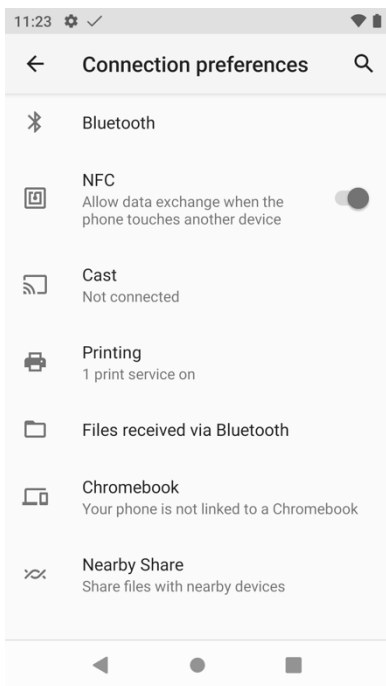 11:23
Connection preferences
Bluetooth
NFC
Allow data exchange when the
phone touches another device
Cast
Not connected
Printing
1 print service on
Files received via Bluetooth
Chromebook
Your phone is not linked to a Chromebook
Nearby Share
Share files with nearby devices